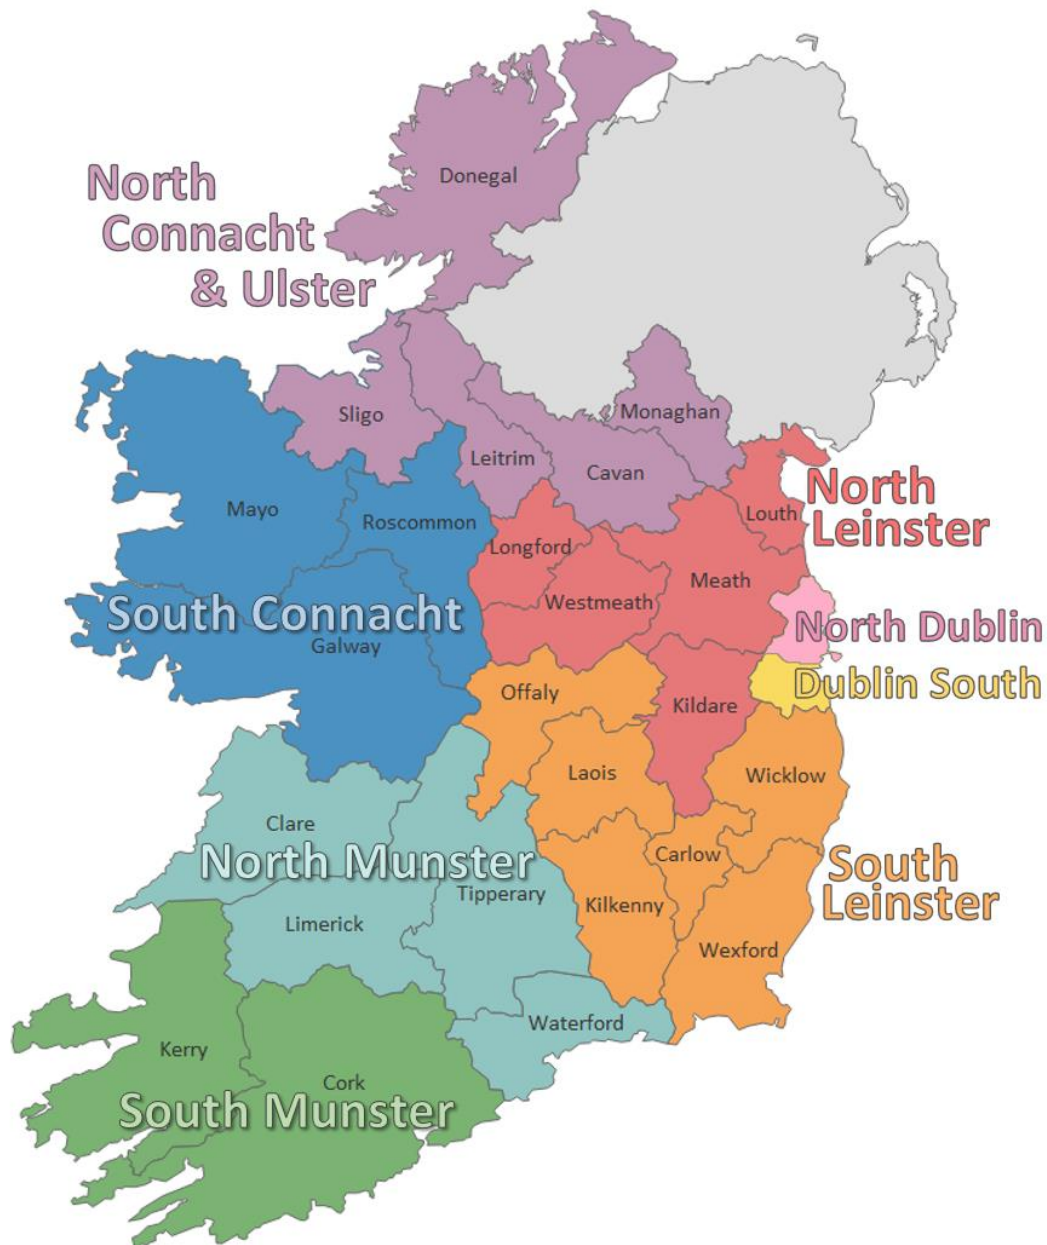 Donegal
North
Connacht
& Ulster
Monaghan
Sligo
Leitrim
Cavan
North
Leinster
Mayo
Roscommon
Louth
Longford
Meath
Westmeath
South Connacht
North Dublin
Galway
Dublin South
Offaly
Kildare
Laois
Wicklow
Clare
North Munster
Carlow
South
Leinster
Tipperary
Kilkenny
Limerick
Wexford
Waterford
Kerry
Cork
South Munster